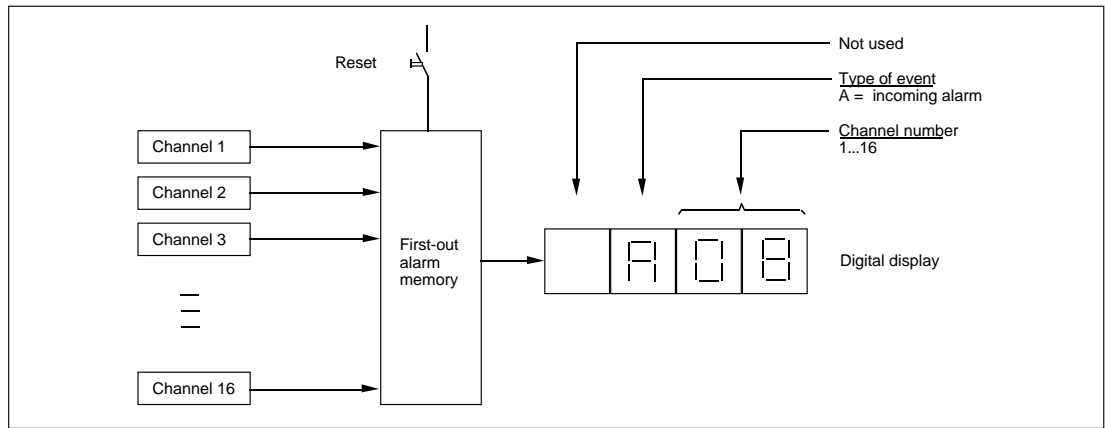 Not used
Reset
Type of event
A = incoming alarm
Channel number
1...16
Channel 1
Channel 2
Channel 3
First-out
alarm
memory
A08
Digital display
Channel 16